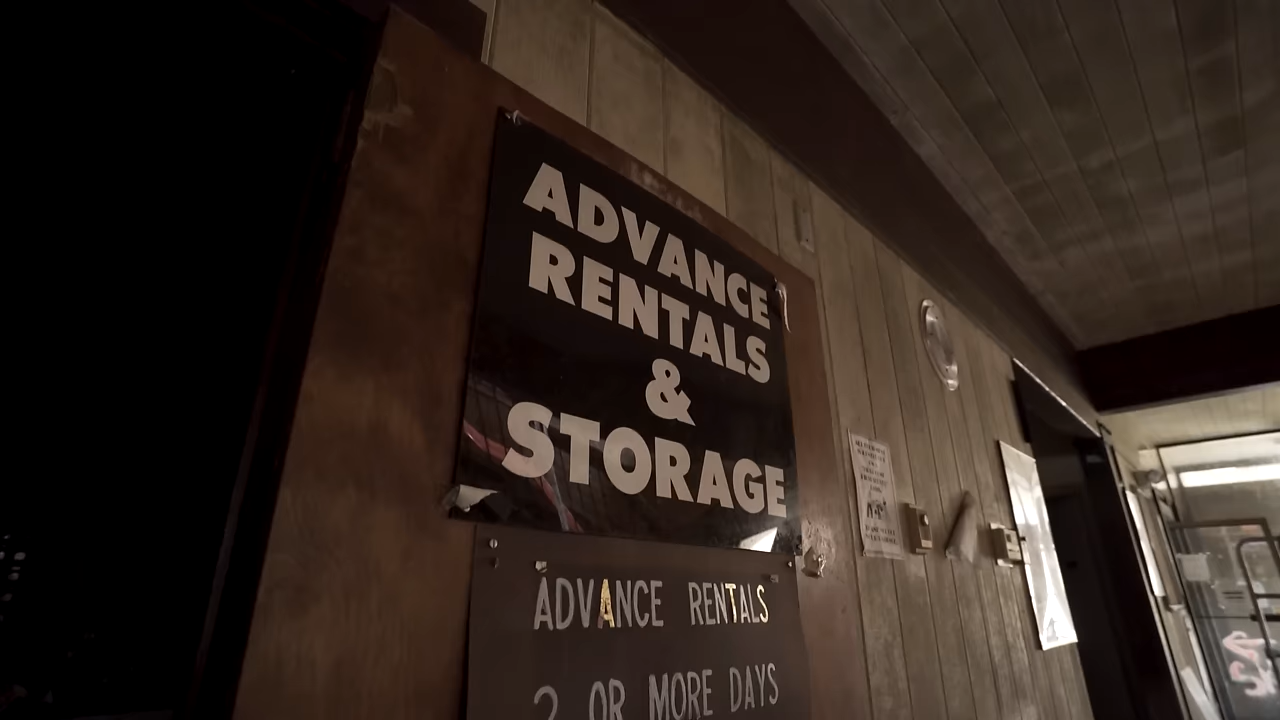 ADVANCE
RENTALS
&
STORAGE
ADVANCE RENTALS
2 OR MORE DAYS